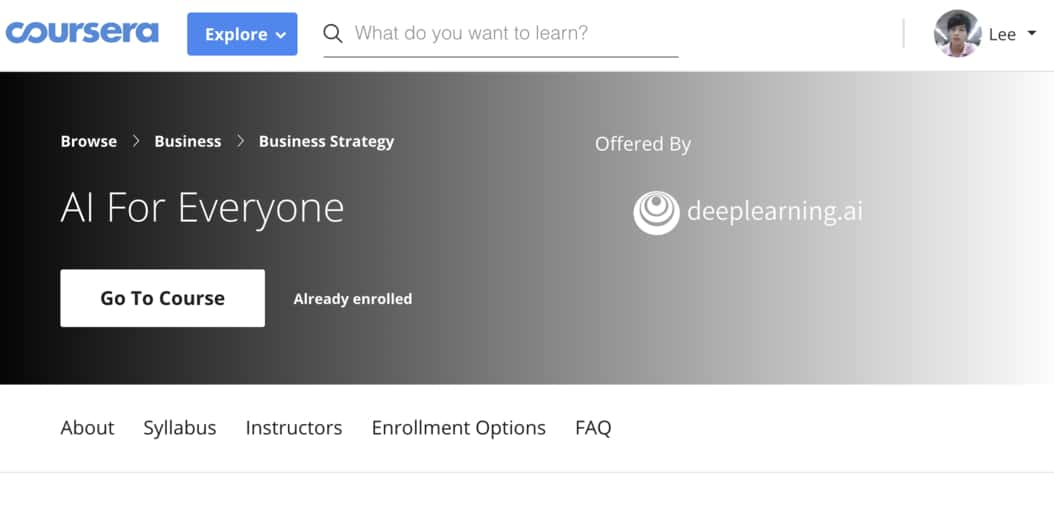 coursera Explore What do you want to learn? Lee
Browse Business Business Strategy
Offered By
AI For Everyone
deeplearning.ai
Go To Course Already enrolled
About Syllabus Instructors Enrollment Options FAQ